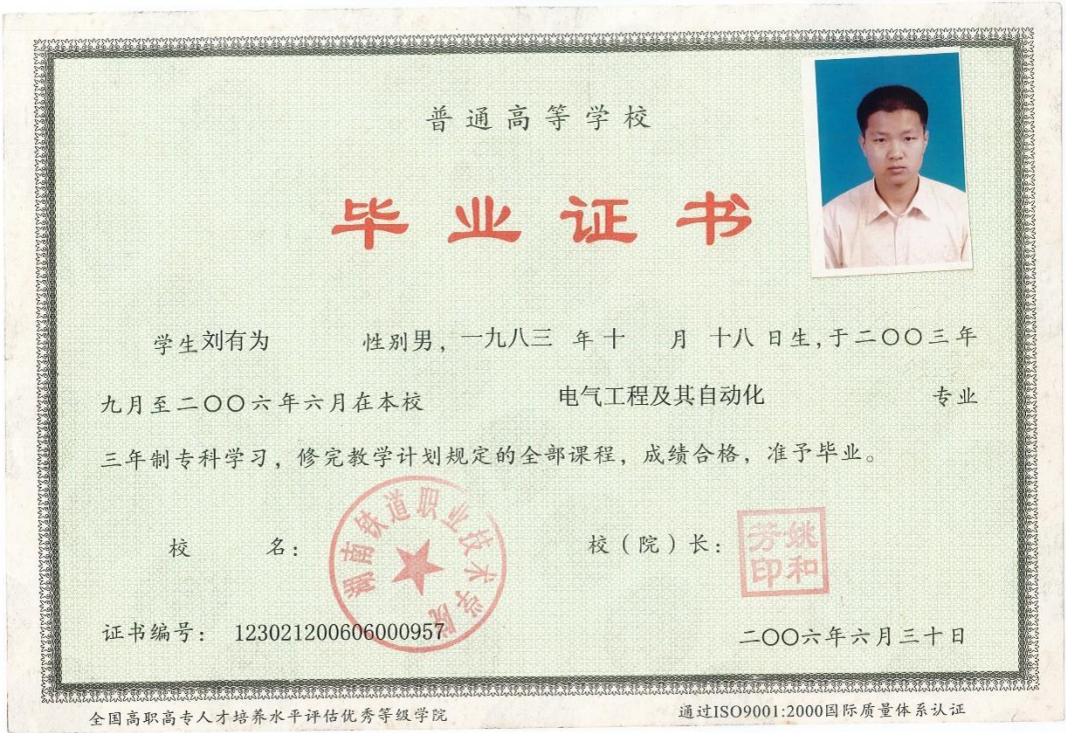 普通高等学校
毕业证书
学生刘有为 性别男，一九八三 年 十 月 十八 日生，于二〇〇三年
九月至二〇〇六年六月在本校 电气工程及其自动化 专业
三年制专科学习，修完教学计划规定的全部课程，成绩合格，准予毕业。
校 名：
湖南铁道职业技术学院
校（院）长：
姚和芳印
证书编号： 123021200606000957
二〇〇六年六月三十日
全国高职高专人才培养水平评估优秀等级学院
通过ISO9001:2000国际质量体系认证